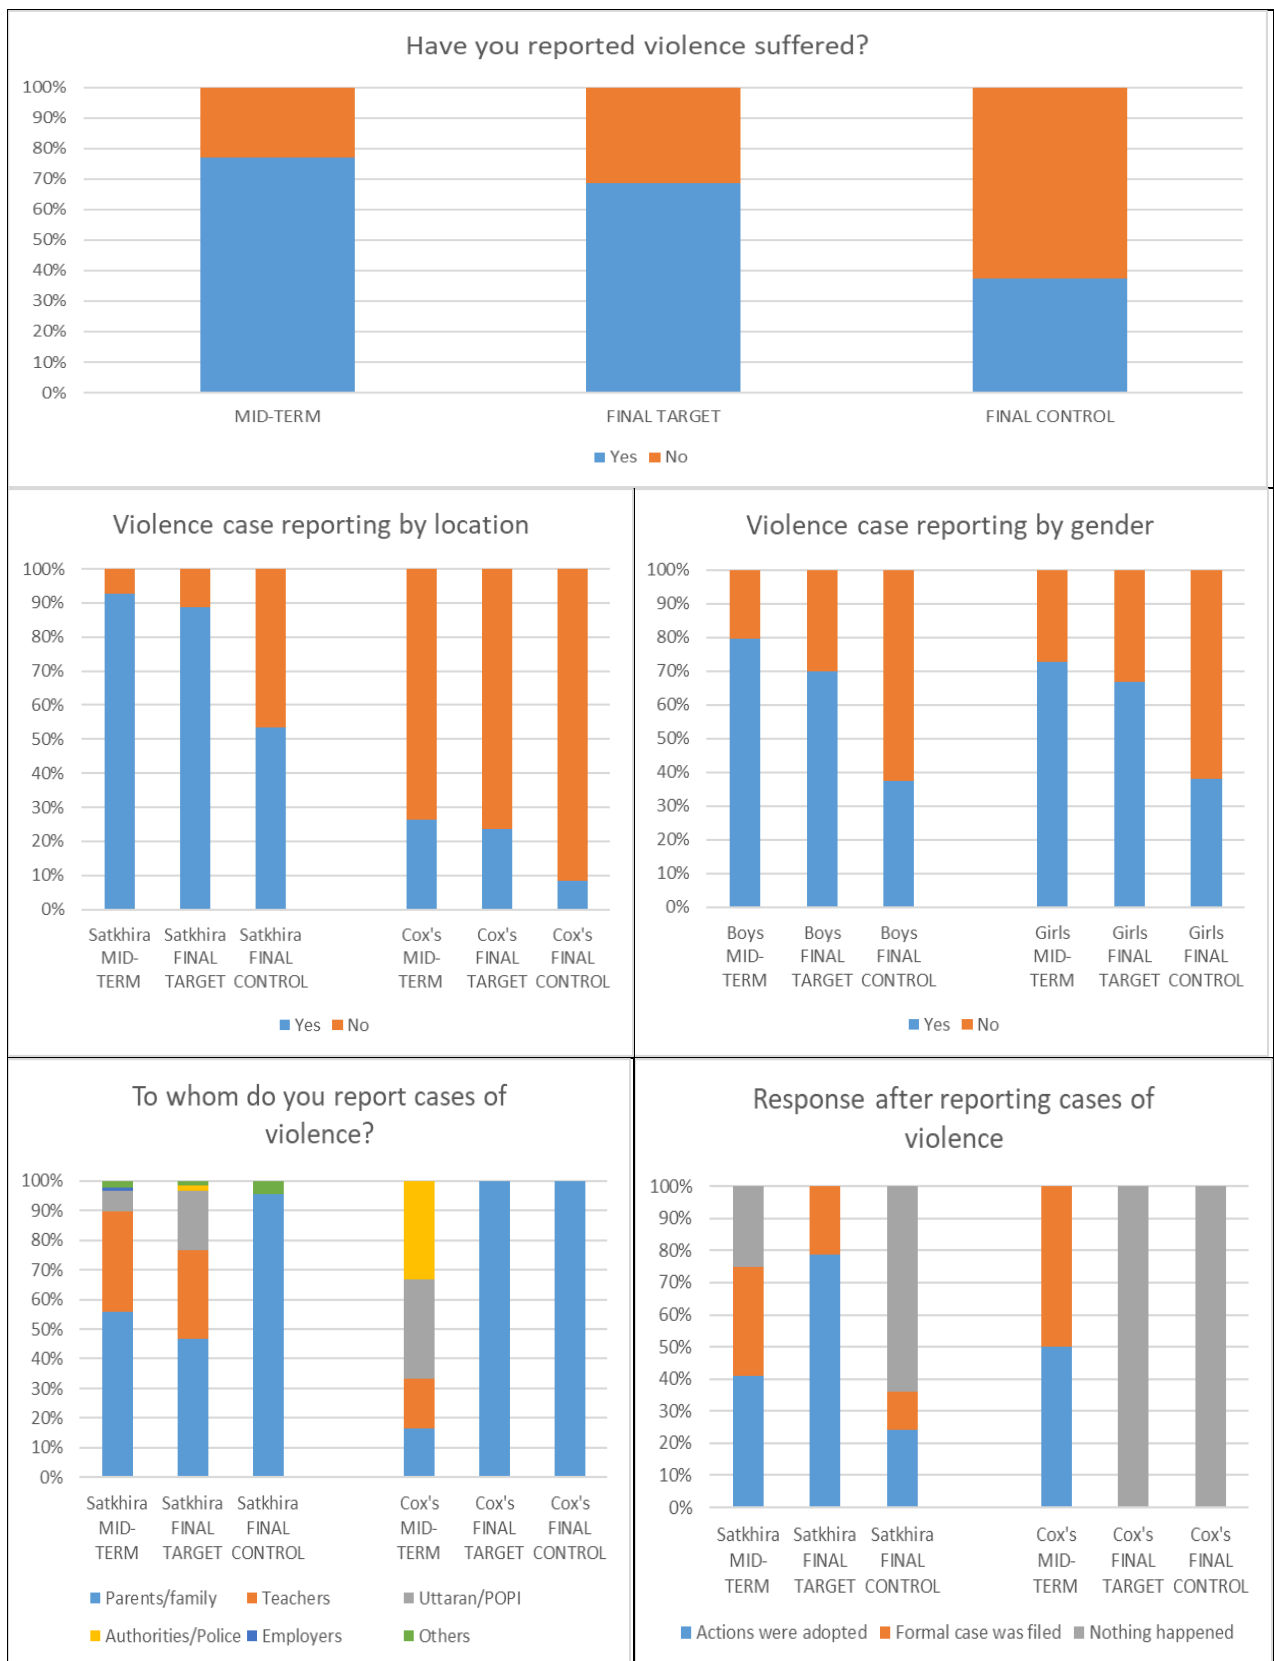 Have you reported violence suffered?
100%
90%
80%
70%
60%
50%
40%
30%
20%
10%
0%
MID-TERM FINAL TARGET FINAL CONTROL
Yes No
Violence case reporting by location
100%
90%
80%
70%
60%
50%
40%
30%
20%
10%
0%
Satkhira Satkhira Satkhira Cox's Cox's Cox's
MID- FINAL FINAL MID- FINAL FINAL
TERM TARGET CONTROL TERM TARGET CONTROL
Yes No
Violence case reporting by gender
100%
90%
80%
70%
60%
50%
40%
30%
20%
10%
0%
Boys Boys Boys Girls Girls Girls
MID- FINAL FINAL MID- FINAL FINAL
TERM TARGET CONTROL TERM TARGET CONTROL
Yes No
To whom do you report cases of
violence?
100%
90%
80%
70%
60%
50%
40%
30%
20%
10%
0%
Satkhira Satkhira Satkhira Cox's Cox's Cox's
MID- FINAL FINAL MID- FINAL FINAL
TERM TARGET CONTROL TERM TARGET CONTROL
Parents/family Teachers Uttaran/POPI
Authorities/Police Employers Others
Response after reporting cases of
violence
100%
90%
80%
70%
60%
50%
40%
30%
20%
10%
0%
Satkhira Satkhira Satkhira Cox's Cox's Cox's
MID- FINAL FINAL MID- FINAL FINAL
TERM TARGET CONTROL TERM TARGET CONTROL
Actions were adopted Formal case was filed Nothing happened